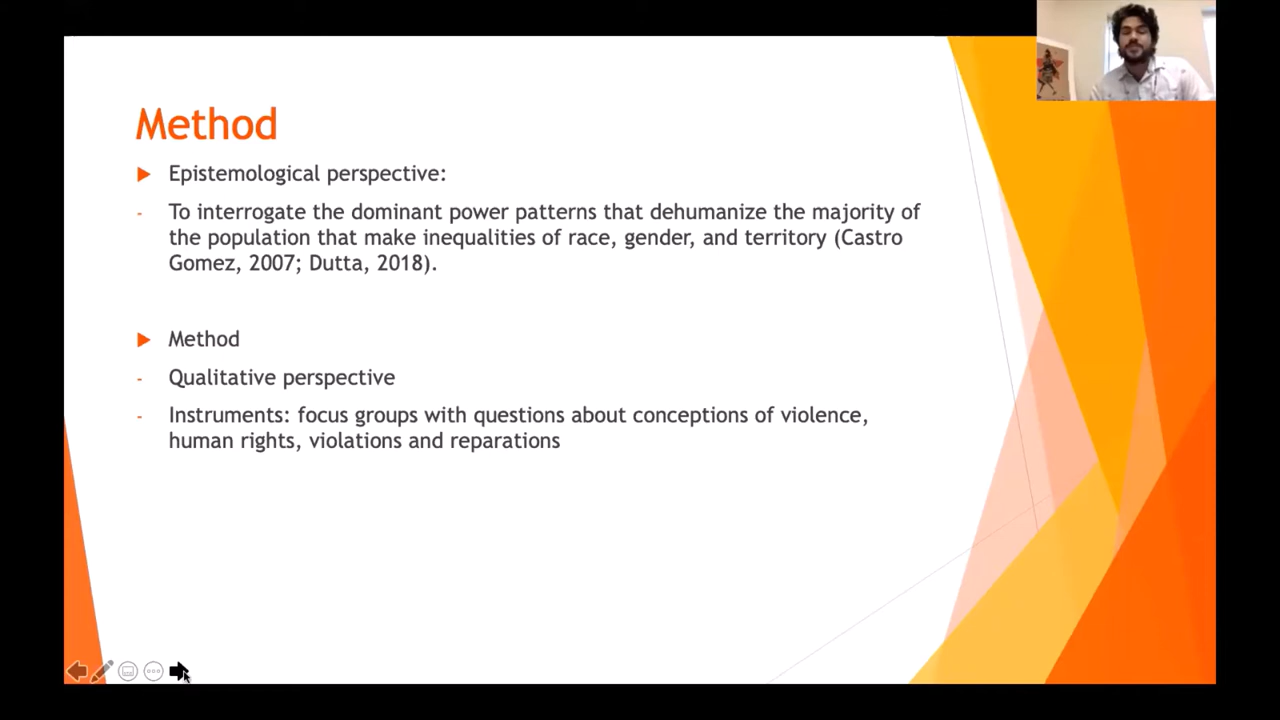 Method
Epistemological perspective:
- To interrogate the dominant power patterns that dehumanize the majority of
the population that make inequalities of race, gender, and territory (Castro
Gomez, 2007; Dutta, 2018).
Method
- Qualitative perspective
- Instruments: focus groups with questions about conceptions of violence,
human rights, violations and reparations